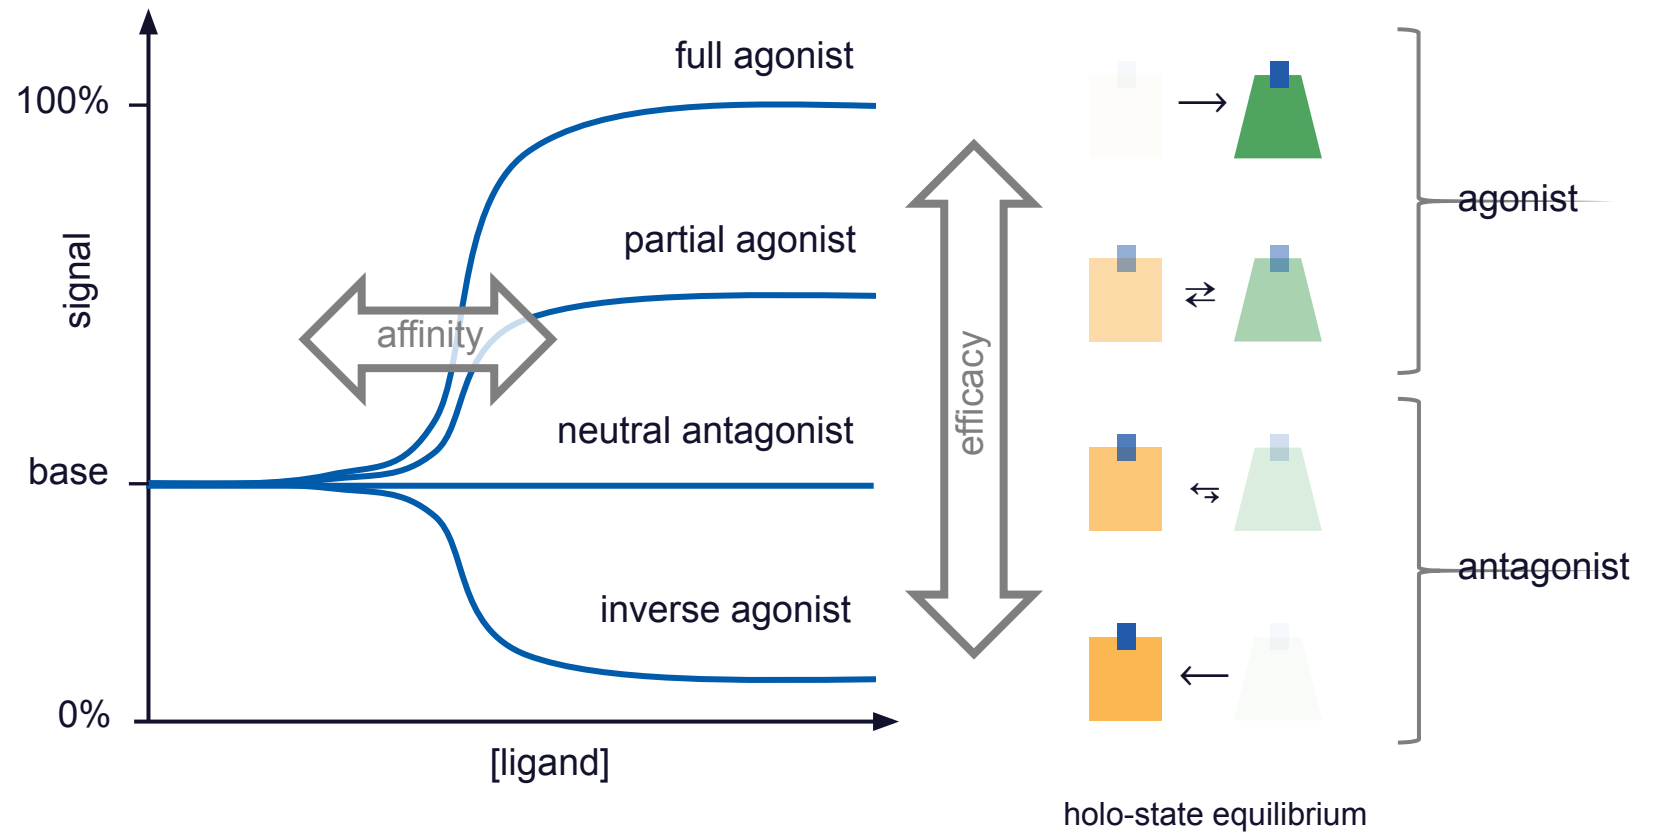 full agonist
100%
agonist
partial agonist
signal
affinity
efficacy
neutral antagonist
base
antagonist
inverse agonist
0%
[ligand]
holo-state equilibrium